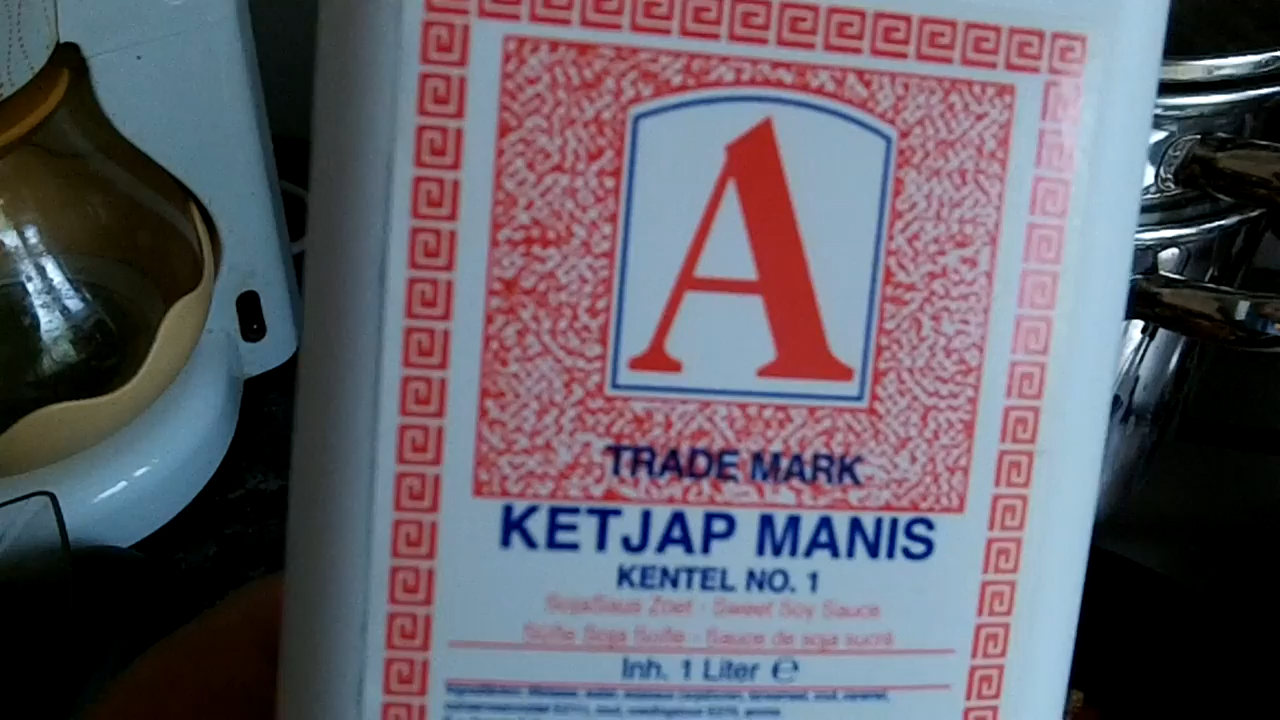 A
TRADE MARK
KETJAP MANIS
KENTEL NO. 1
SojaSaus Zoet - Sweet Soy Sauce
Süße Soja Soße - Sauce de soja sucré
Inh. 1 Liter ℮